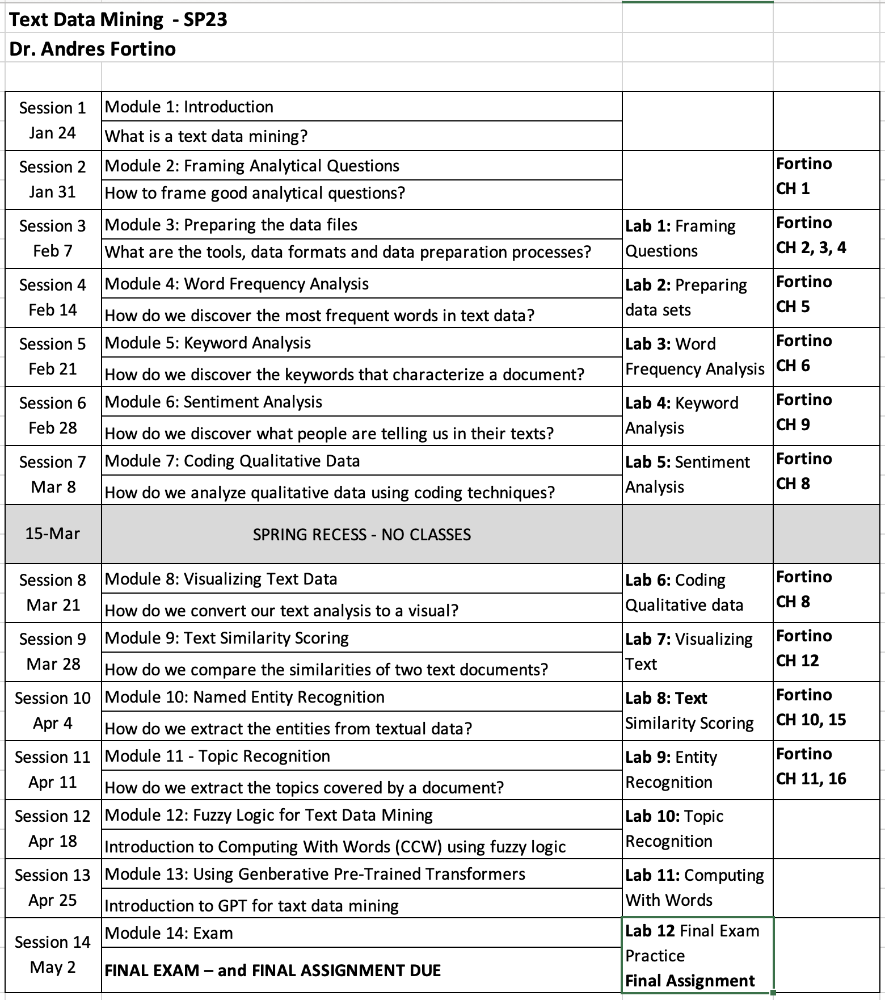 Text Data Mining - SP23
Dr. Andres Fortino
Session 1
Jan 24
Module 1: Introduction
What is a text data mining?
Session 2
Jan 31
Module 2: Framing Analytical Questions
How to frame good analytical questions?
Fortino
CH 1
Session 3
Feb 7
Module 3: Preparing the data files
What are the tools, data formats and data preparation processes?
Lab 1: Framing
Questions
Fortino
CH 2, 3, 4
Session 4
Feb 14
Module 4: Word Frequency Analysis
How do we discover the most frequent words in text data?
Lab 2: Preparing
data sets
Fortino
CH 5
Session 5
Feb 21
Module 5: Keyword Analysis
How do we discover the keywords that characterize a document?
Lab 3: Word
Frequency Analysis
Fortino
CH 6
Session 6
Feb 28
Module 6: Sentiment Analysis
How do we discover what people are telling us in their texts?
Lab 4: Keyword
Analysis
Fortino
CH 9
Session 7
Mar 8
Module 7: Coding Qualitative Data
How do we analyze qualitative data using coding techniques?
Lab 5: Sentiment
Analysis
Fortino
CH 8
15-Mar
SPRING RECESS - NO CLASSES
Session 8
Mar 21
Module 8: Visualizing Text Data
How do we convert our text analysis to a visual?
Lab 6: Coding
Qualitative data
Fortino
CH 8
Session 9
Mar 28
Module 9: Text Similarity Scoring
How do we compare the similarities of two text documents?
Lab 7: Visualizing
Text
Fortino
CH 12
Session 10
Apr 4
Module 10: Named Entity Recognition
How do we extract the entities from textual data?
Lab 8: Text
Similarity Scoring
Fortino
CH 10, 15
Session 11
Apr 11
Module 11 - Topic Recognition
How do we extract the topics covered by a document?
Lab 9: Entity
Recognition
Fortino
CH 11, 16
Session 12
Apr 18
Module 12: Fuzzy Logic for Text Data Mining
Introduction to Computing With Words (CCW) using fuzzy logic
Lab 10: Topic
Recognition
Session 13
Apr 25
Module 13: Using Genberative Pre-Trained Transformers
Introduction to GPT for taxt data mining
Lab 11: Computing
With Words
Session 14
May 2
Module 14: Exam
FINAL EXAM – and FINAL ASSIGNMENT DUE
Lab 12 Final Exam
Practice
Final Assignment